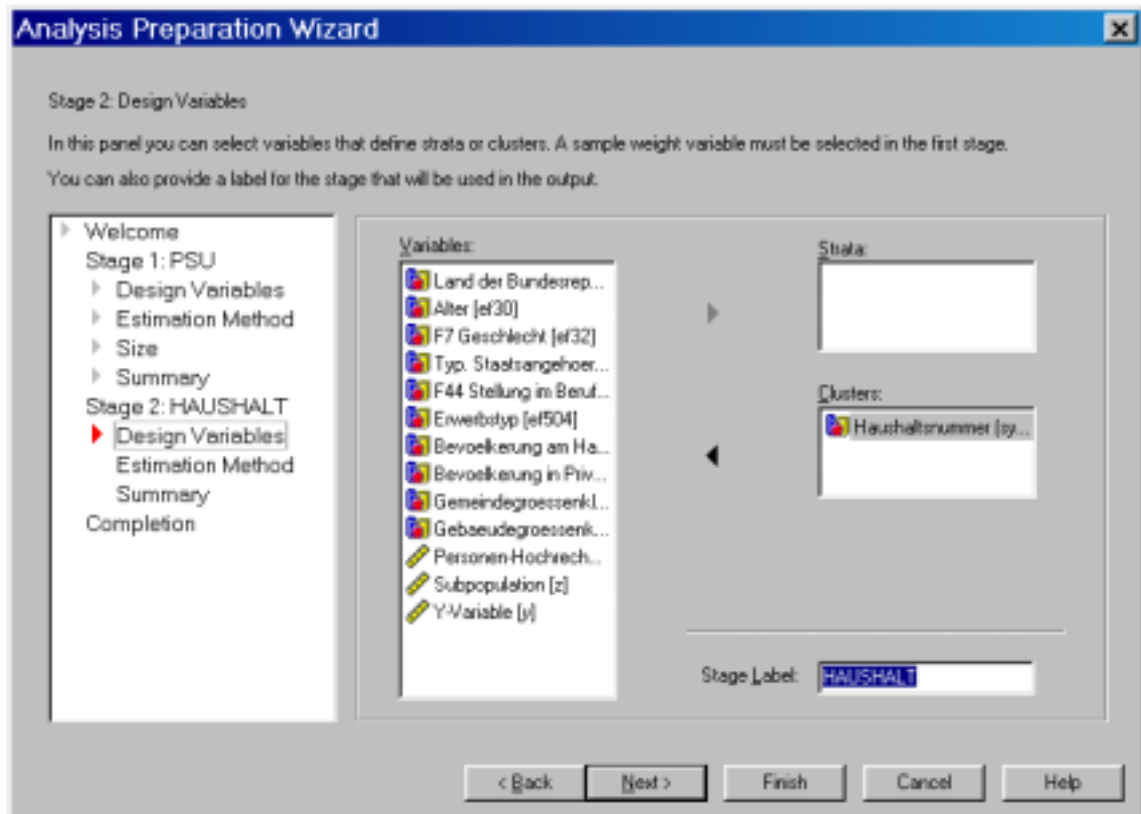 Analysis Preparation Wizard
Stage 2: Design Variables
In this panel you can select variables that define strata or clusters. A sample weight variable must be selected in the first stage.
You can also provide a label for the stage that will be used in the output.
Welcome
Stage 1: PSU
Design Variables
Estimation Method
Size
Summary
Stage 2: HAUSHALT
Design Variables
Estimation Method
Summary
Completion
Variables:
Land der Bundesrep...
Alter [ef30]
F7 Geschlecht [ef32]
Typ. Staatsangehoer...
F44 Stellung im Beruf...
Erwerbstyp [ef504]
Bevoelkerung am Ha...
Bevoelkerung in Priv...
Gemeindegroessenkl...
Gebaeudegroessenk...
Personen-Hochrech...
Subpopulation [z]
Y-Variable [y]
Strata:
Clusters:
Haushaltsnummer (sy...
Stage Label: HAUSHALT
< Back Next > Finish Cancel Help